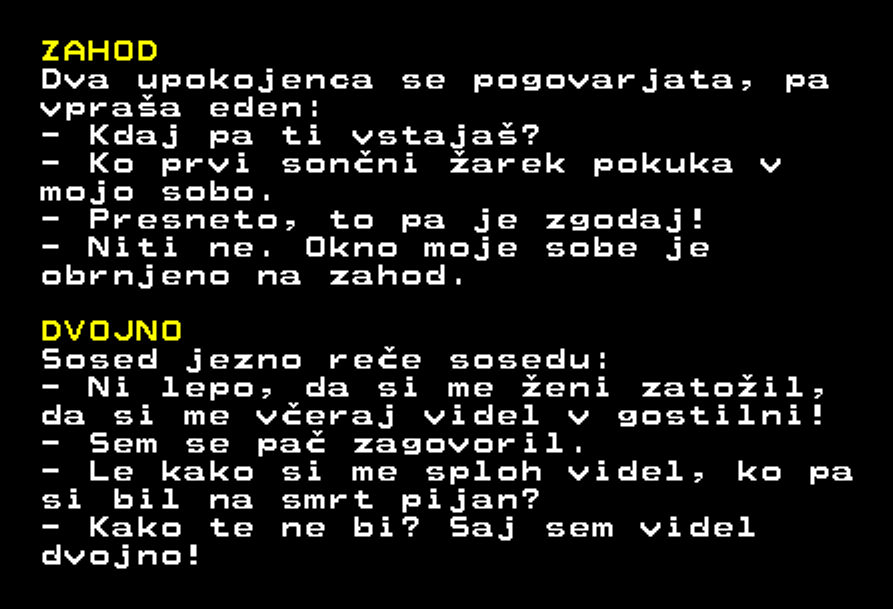 ZAHOD
Dva upokojenca se pogovarjata, pa
vpraša eden:
- Kdaj pa ti vstajaš?
- Ko prvi sončni žarek pokuka v
mojo sobo.
- Presneto, to pa je zgodaj!
- Niti ne. Okno moje sobe je
obrnjeno na zahod.
DVOJNO
Sosed jezno reče sosedu:
- Ni lepo, da si me ženi zatožil,
da si me včeraj videl v gostilni!
- Sem se pač zagovoril.
- Le kako si me sploh videl, ko pa
si bil na smrt pijan?
- Kako te ne bi? Saj sem videl
dvojno!